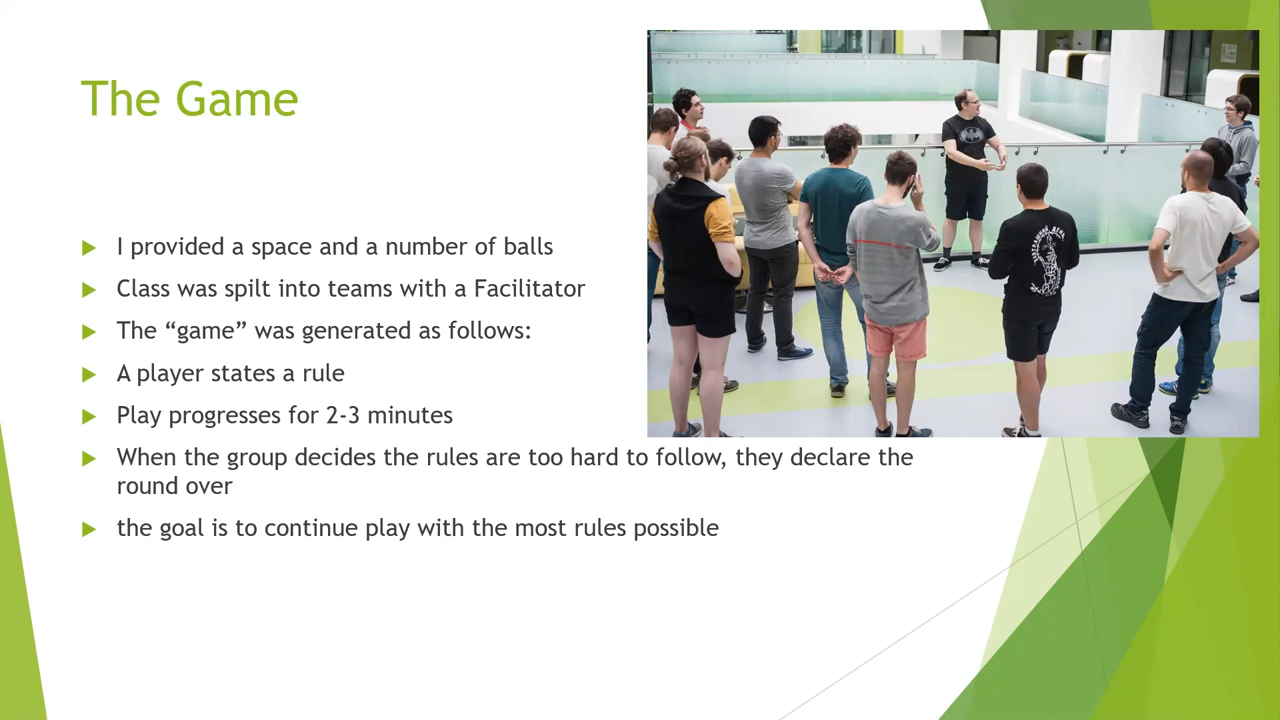 The Game
I provided a space and a number of balls
Class was spilt into teams with a Facilitator
The “game” was generated as follows:
A player states a rule
Play progresses for 2-3 minutes
When the group decides the rules are too hard to follow, they declare the
round over
the goal is to continue play with the most rules possible